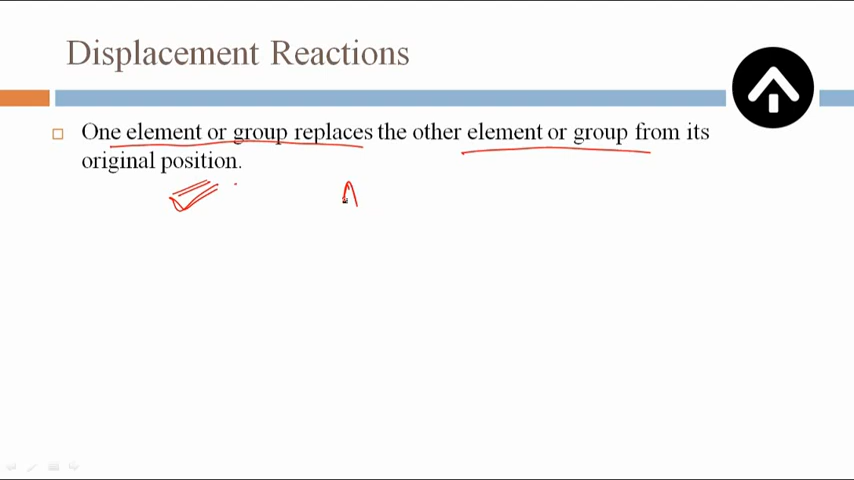 Displacement Reactions
One element or group replaces the other element or group from its
original position.
A